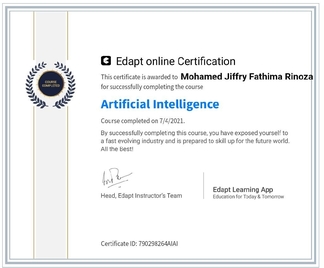 Edapt online Certification
This certificate is awarded to Mohamed Jiffry Fathima Rinoza
for successfully completing the course
Artificial Intelligence
Course completed on 7/4/2021.
By successfully completing this course, you have exposed yourself to
a fast evolving industry and is prepared to skill up for the future world.
All the best!
COURSE
COMPLETED
Head, Edapt Instructor's Team
Edapt Learning App
Education for Today & Tomorrow
Certificate ID: 790298264AIAI